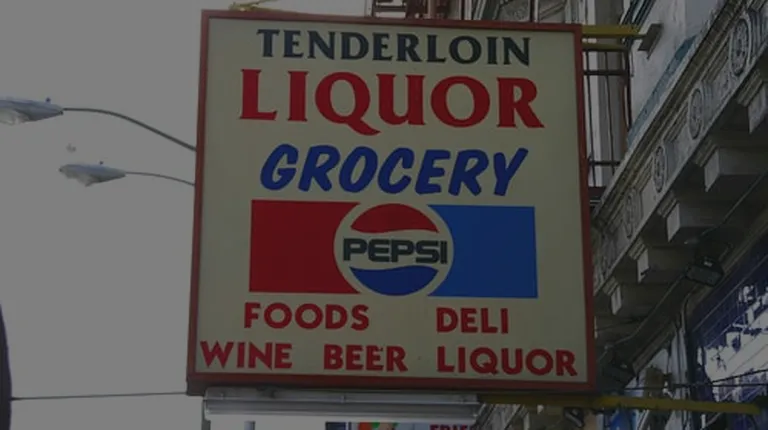 TENDERLOIN
LIQUOR
GROCERY
PEPSI
FOODS DELI
WINE BEER LIQUOR